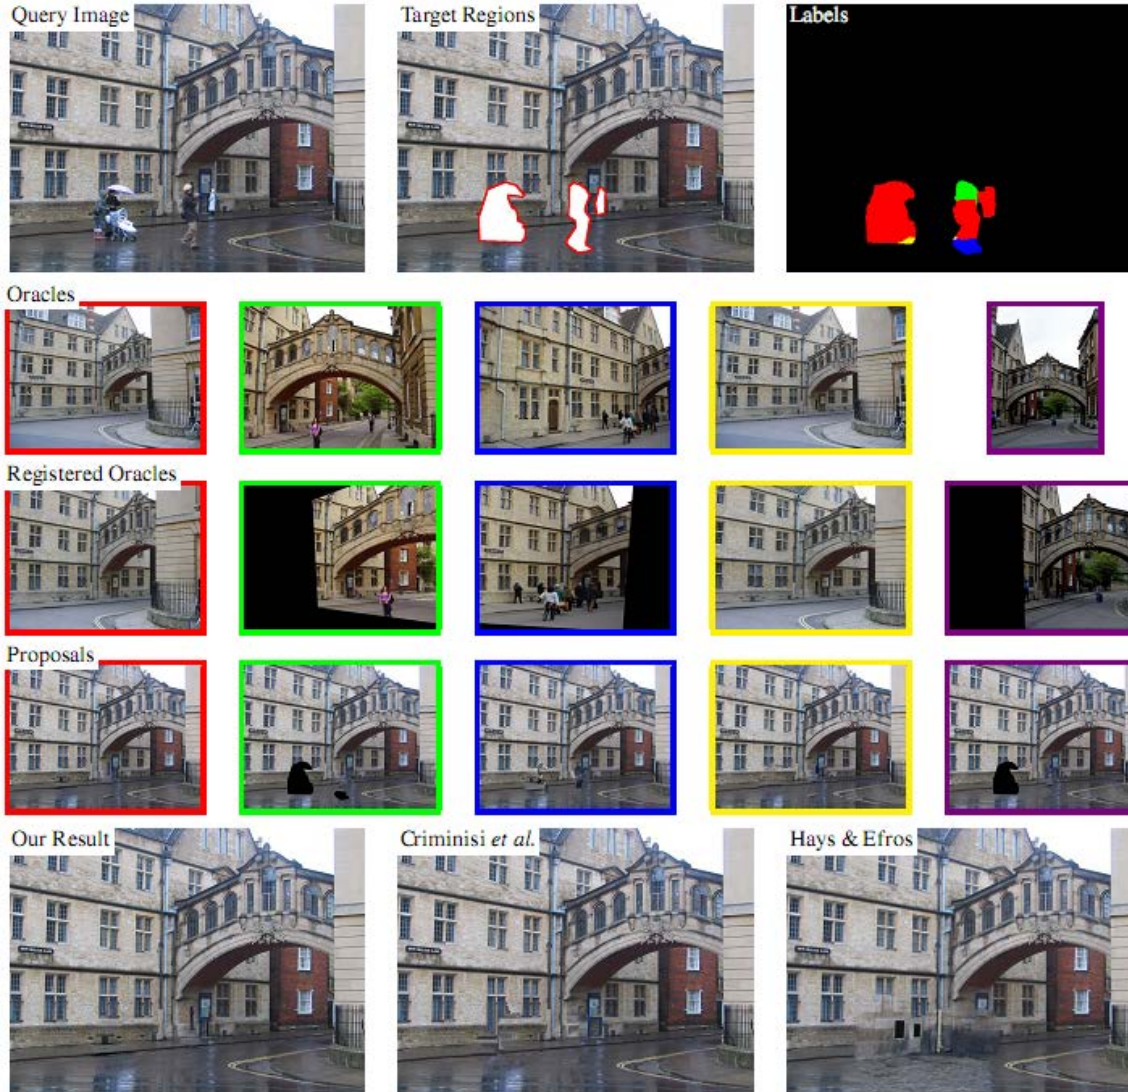 Query Image
Target Regions
Labels
Oracles
Registered Oracles
Proposals
Our Result
Criminisi et al.
Hays & Efros